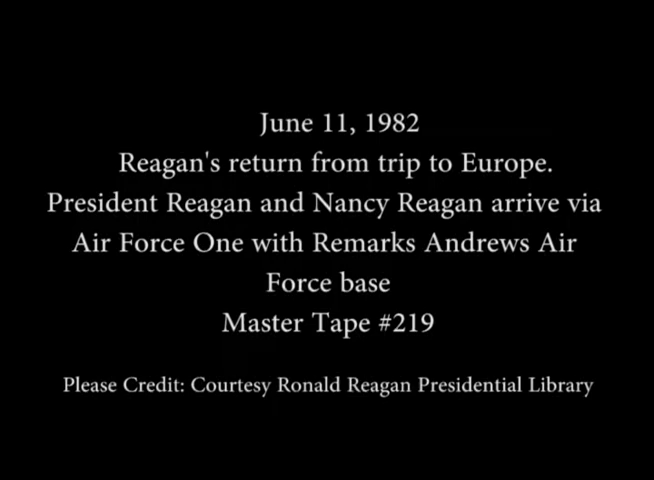 June 11, 1982
Reagan's return from trip to Europe.
President Reagan and Nancy Reagan arrive via
Air Force One with Remarks Andrews Air
Force base
Master Tape #219
Please Credit: Courtesy Ronald Reagan Presidential Library